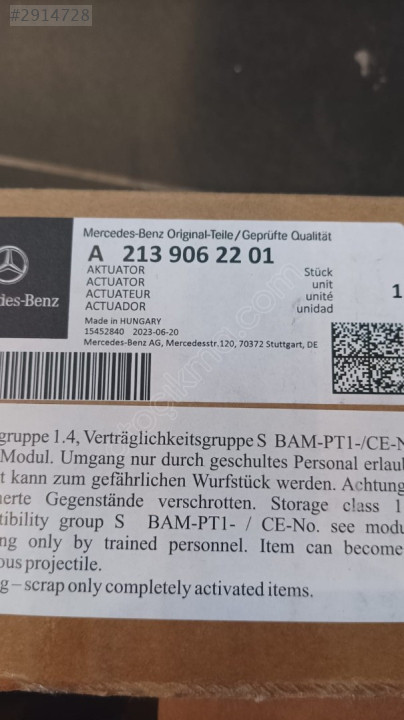 #2914728
Mercedes-Benz Original-Teile/Geprüfte Qualität
A 213 906 22 01
AKTUATOR
ACTUATOR
ACTUATEUR
ACTUADOR
Stück
unit
unité
unidad
1
des-Benz
Made in HUNGARY
15452840 2023-06-20
Mercedes-Benz AG, Mercedesstr.120, 70372 Stuttgart, DE
gruppe 1.4, Verträglichkeitsgruppe S BAM-PT1-/CE-N
Modul. Umgang nur durch geschultes Personal erlau
t kann zum gefährlichen Wurfstück werden. Achtung
erte Gegenstände verschrotten. Storage class 1
tibility group S BAM-PT1- / CE-No. see modu
ng only by trained personnel. Item can become
ous projectile.
g – scrap only completely activated items.